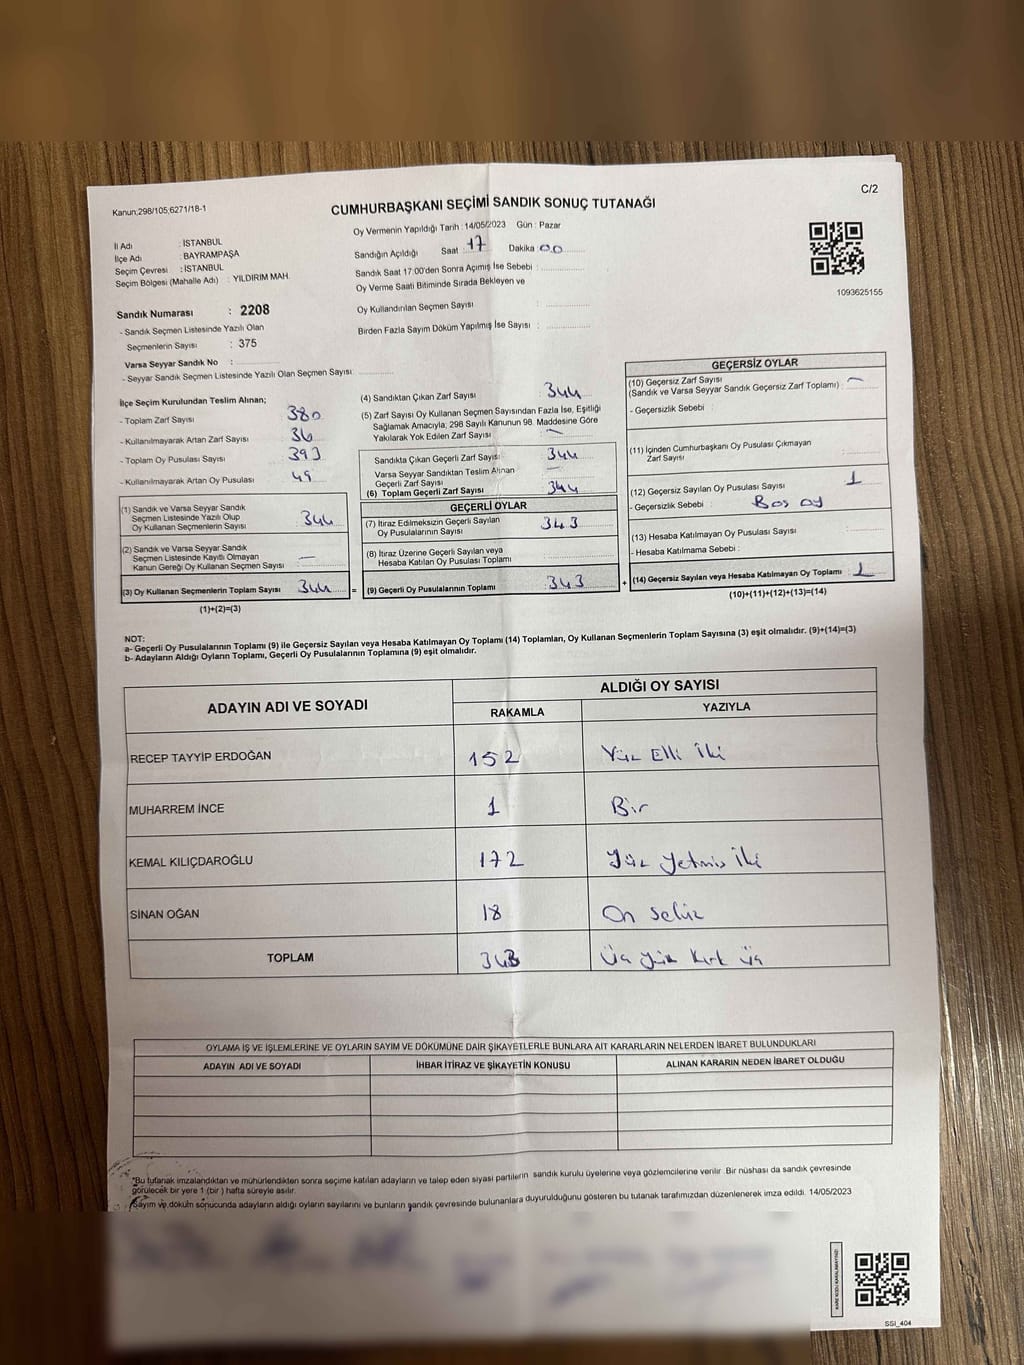 C/2
Kanun;298/105;6271/18-1
CUMHURBAŞKANI SEÇİMİ SANDIK SONUÇ TUTANAĞI
Oy Vermenin Yapıldığı Tarih : 14/05/2023 Gün : Pazar
İl Adı : İSTANBUL
İlçe Adı : BAYRAMPAŞA
Seçim Çevresi : İSTANBUL
Seçim Bölgesi (Mahalle Adı) : YILDIRIM MAH.
Sandık Numarası : 2208
- Sandık Seçmen Listesinde Yazılı Olan
Seçmenlerin Sayısı : 375
Varsa Seyyar Sandık No :
- Seyyar Sandık Seçmen Listesinde Yazılı Olan Seçmen Sayısı :
Sandığın Açıldığı Saat : 17 Dakika : 00
Sandık Saat 17:00'den Sonra Açımış İse Sebebi :
Oy Verme Saati Bitiminde Sırada Bekleyen ve
Oy Kullandırılan Seçmen Sayısı :
Birden Fazla Sayım Döküm Yapılmış İse Sayısı :
1093625155
İlçe Seçim Kurulundan Teslim Alınan;
- Toplam Zarf Sayısı : 380
- Kullanılmayarak Artan Zarf Sayısı : 36
- Toplam Oy Pusulası Sayısı : 393
- Kullanılmayarak Artan Oy Pusulası : 49
(1) Sandık ve Varsa Seyyar Sandık
Seçmen Listesinde Yazılı Olup
Oy Kullanan Seçmenlerin Sayısı : 344
(2) Sandık ve Varsa Seyyar Sandık
Seçmen Listesinde Kayıtlı Olmayan
Kanun Gereği Oy Kullanan Seçmen Sayısı : —
(3) Oy Kullanan Seçmenlerin Toplam Sayısı : 344 =
(1)+(2)=(3)
(4) Sandıktan Çıkan Zarf Sayısı : 344
(5) Zarf Sayısı Oy Kullanan Seçmen Sayısından Fazla İse, Eşitliği
Sağlamak Amacıyla; 298 Sayılı Kanunun 98. Maddesine Göre
Yakılarak Yok Edilen Zarf Sayısı : —
Sandıkta Çıkan Geçerli Zarf Sayısı : 344
Varsa Seyyar Sandıktan Teslim Alınan
Geçerli Zarf Sayısı : —
(6) Toplam Geçerli Zarf Sayısı : 344
GEÇERLİ OYLAR
(7) İtiraz Edilmeksizin Geçerli Sayılan
Oy Pusulalarının Sayısı : 343
(8) İtiraz Üzerine Geçerli Sayılan veya
Hesaba Katılan Oy Pusulası Toplamı :
(9) Geçerli Oy Pusulalarının Toplamı : 343 +
GEÇERSİZ OYLAR
(10) Geçersiz Zarf Sayısı
(Sandık ve Varsa Seyyar Sandık Geçersiz Zarf Toplamı) : —
- Geçersizlik Sebebi :
(11) İçinden Cumhurbaşkanı Oy Pusulası Çıkmayan
Zarf Sayısı :
(12) Geçersiz Sayılan Oy Pusulası Sayısı : 1
- Geçersizlik Sebebi : Boş oy
(13) Hesaba Katılmayan Oy Pusulası Sayısı :
- Hesaba Katılmama Sebebi :
(14) Geçersiz Sayılan veya Hesaba Katılmayan Oy Toplamı : 1
(10)+(11)+(12)+(13)=(14)
NOT:
a- Geçerli Oy Pusulalarının Toplamı (9) ile Geçersiz Sayılan veya Hesaba Katılmayan Oy Toplamı (14) Toplamları, Oy Kullanan Seçmenlerin Toplam Sayısına (3) eşit olmalıdır. (9)+(14)=(3)
b- Adayların Aldığı Oyların Toplamı, Geçerli Oy Pusulalarının Toplamına (9) eşit olmalıdır.
ADAYIN ADI VE SOYADI ALDIĞI OY SAYISI
RAKAMLA YAZIYLA
RECEP TAYYİP ERDOĞAN 152 Yüz Elli İki
MUHARREM İNCE 1 Bir
KEMAL KILIÇDAROĞLU 172 Yüz Yetmiş İki
SİNAN OĞAN 18 On sekiz
TOPLAM 343 Üç yüz kırk üç
OYLAMA İŞ VE İŞLEMLERİNE VE OYLARIN SAYIM VE DÖKÜMÜNE DAİR ŞİKAYETLERLE BUNLARA AİT KARARLARIN NELERDEN İBARET BULUNDUKLARI
ADAYIN ADI VE SOYADI İHBAR İTİRAZ VE ŞİKAYETİN KONUSU ALINAN KARARIN NEDEN İBARET OLDUĞU
*Bu tutanak imzalandıktan ve mühürlendikten sonra seçime katılan adayların ve talep eden siyasi partilerin sandık kurulu üyelerine veya gözlemcilerine verilir. Bir nüshası da sandık çevresinde
görülecek bir yere 1 (bir) hafta süreyle asılır.
Sayım ve döküm sonucunda adayların aldığı oyların sayılarını ve bunların sandık çevresinde bulunanlara duyurulduğunu gösteren bu tutanak tarafımızdan düzenlenerek imza edildi. 14/05/2023
SSİ_404